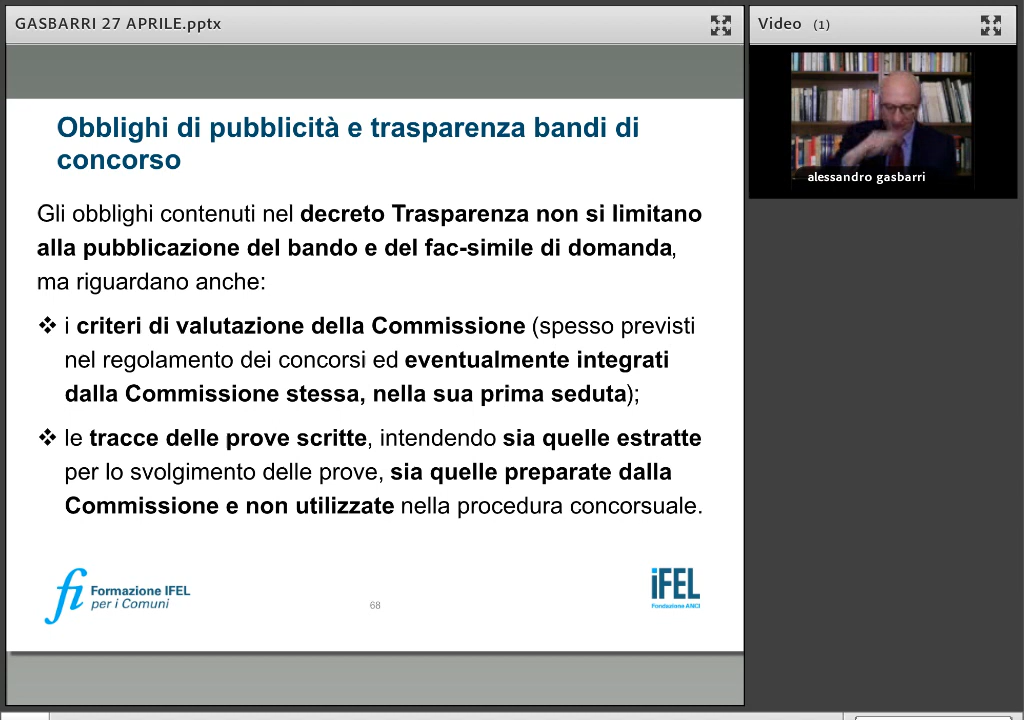 GASBARRI 27 APRILE.pptx
Video (1)
alessandro gasbarri
Obblighi di pubblicità e trasparenza bandi di
concorso
Gli obblighi contenuti nel decreto Trasparenza non si limitano
alla pubblicazione del bando e del fac-simile di domanda,
ma riguardano anche:
❖ i criteri di valutazione della Commissione (spesso previsti
nel regolamento dei concorsi ed eventualmente integrati
dalla Commissione stessa, nella sua prima seduta);
❖ le tracce delle prove scritte, intendendo sia quelle estratte
per lo svolgimento delle prove, sia quelle preparate dalla
Commissione e non utilizzate nella procedura concorsuale.
fi Formazione IFEL
per i Comuni
68
iFEL
Fondazione ANCI